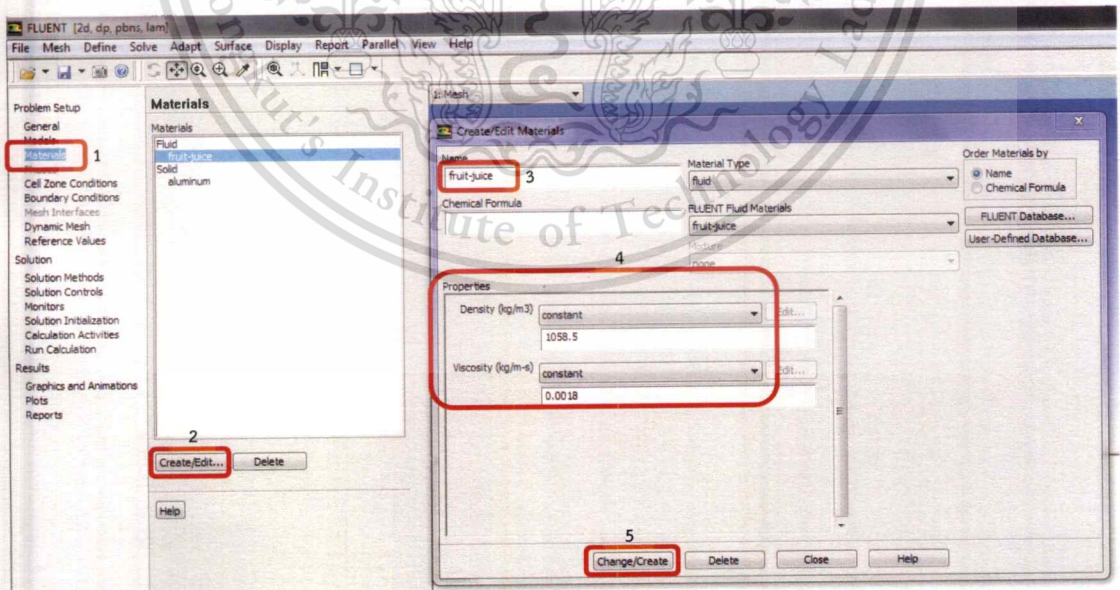 FLUENT [2d, dp, pbns, lam]
File Mesh Define Solve Adapt Surface Display Report Parallel View Help
Problem Setup
General
Models
Materials 1
Cell Zone Conditions
Boundary Conditions
Mesh Interfaces
Dynamic Mesh
Reference Values
Solution
Solution Methods
Solution Controls
Monitors
Solution Initialization
Calculation Activities
Run Calculation
Results
Graphics and Animations
Plots
Reports
Materials
Materials
Fluid
fruit-juice
Solid
aluminum
2
Create/Edit... Delete
Help
1: Mesh
Create/Edit Materials
Name
fruit-juice 3
Chemical Formula
Material Type
fluid
FLUENT Fluid Materials
fruit-juice
Mixture
none
Order Materials by
Name
Chemical Formula
FLUENT Database...
User-Defined Database...
4
Properties
Density (kg/m3) constant Edit...
1058.5
Viscosity (kg/m-s) constant Edit...
0.0018
5
Change/Create Delete Close Help
Institute of Technology